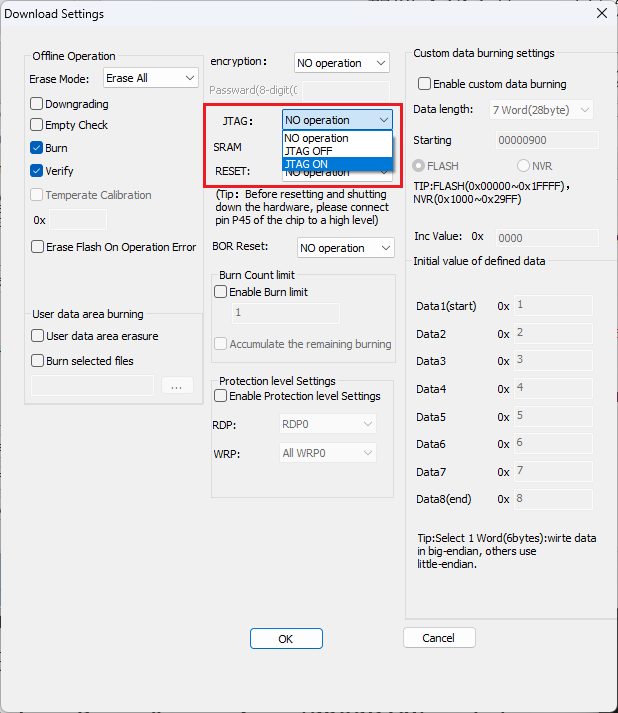 Download Settings
Offline Operation
Erase Mode: Erase All
Downgrading
Empty Check
Burn
Verify
Temperate Calibration
0x
Erase Flash On Operation Error
User data area burning
User data area erasure
Burn selected files
...
encryption: NO operation
Passward(8-digit(0
JTAG: NO operation
NO operation
JTAG OFF
JTAG ON
SRAM
RESET: NO operation
(Tip: Before resetting and shutting
down the hardware, please connect
pin P45 of the chip to a high level)
BOR Reset: NO operation
Burn Count limit
Enable Burn limit
1
Accumulate the remaining burning
Protection level Settings
Enable Protection level Settings
RDP: RDP0
WRP: All WRP0
Custom data burning settings
Enable custom data burning
Data length: 7 Word(28byte)
Starting 00000900
FLASH NVR
TIP:FLASH(0x00000~0x1FFFF),
NVR(0x1000~0x29FF)
Inc Value: 0x 0000
Initial value of defined data
Data1(start) 0x 1
Data2 0x 2
Data3 0x 3
Data4 0x 4
Data5 0x 5
Data6 0x 6
Data7 0x 7
Data8(end) 0x 8
Tip:Select 1 Word(6bytes):wirte data
in big-endian, others use
little-endian.
OK
Cancel